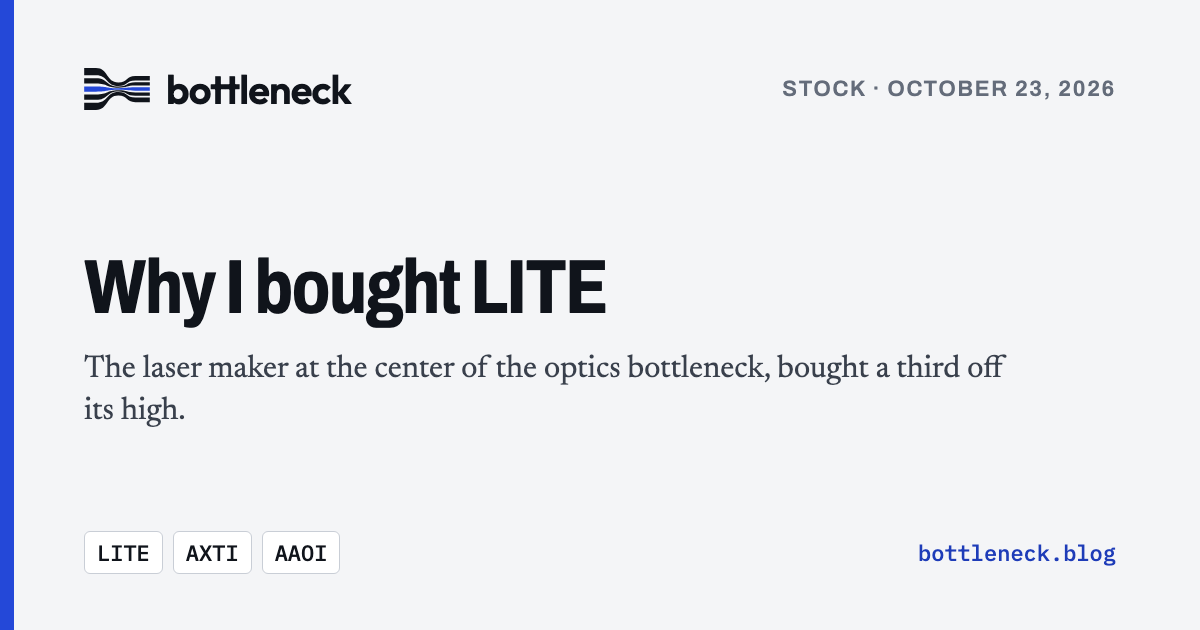 bottleneck
STOCK · OCTOBER 23, 2026
Why I bought LITE
The laser maker at the center of the optics bottleneck, bought a third off
its high.
LITE
AXTI
AAOI
bottleneck.blog